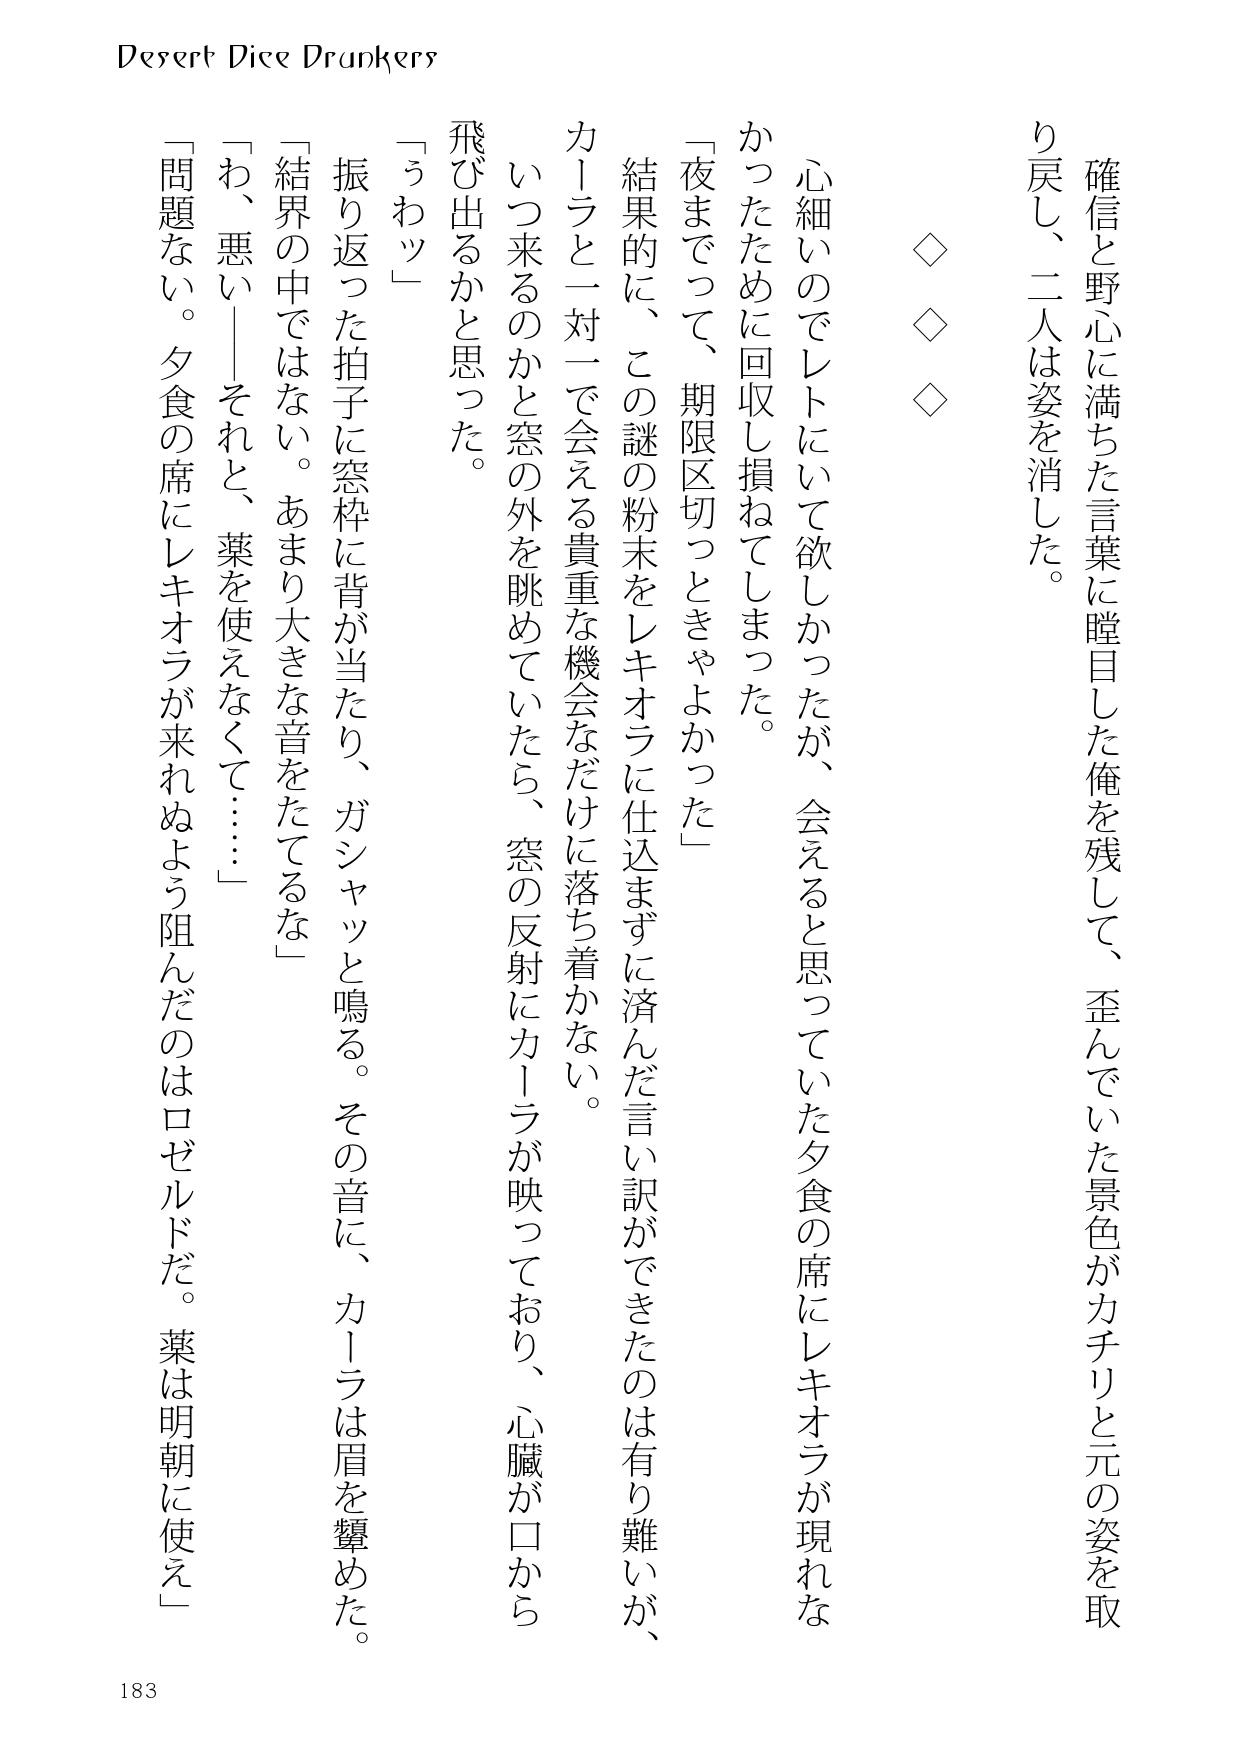 Desert Dice Drunkers
　確信と野心に満ちた言葉に瞠目した俺を残して、歪んでいた景色がカチリと元の姿を取
り戻し、二人は姿を消した。
◇　◇　◇
　心細いのでレトにいて欲しかったが、会えると思っていた夕食の席にレキオラが現れな
かったために回収し損ねてしまった。
「夜までって、期限区切っときゃよかった」
　結果的に、この謎の粉末をレキオラに仕込まずに済んだ言い訳ができたのは有り難いが、
カーラと一対一で会える貴重な機会なだけに落ち着かない。
　いつ来るのかと窓の外を眺めていたら、窓の反射にカーラが映っており、心臓が口から
飛び出るかと思った。
「うわッ」
　振り返った拍子に窓枠に背が当たり、ガシャッと鳴る。その音に、カーラは眉を顰めた。
「結界の中ではない。あまり大きな音をたてるな」
「わ、悪い――それと、薬を使えなくて……」
「問題ない。夕食の席にレキオラが来れぬよう阻んだのはロゼルドだ。薬は明朝に使え」
183